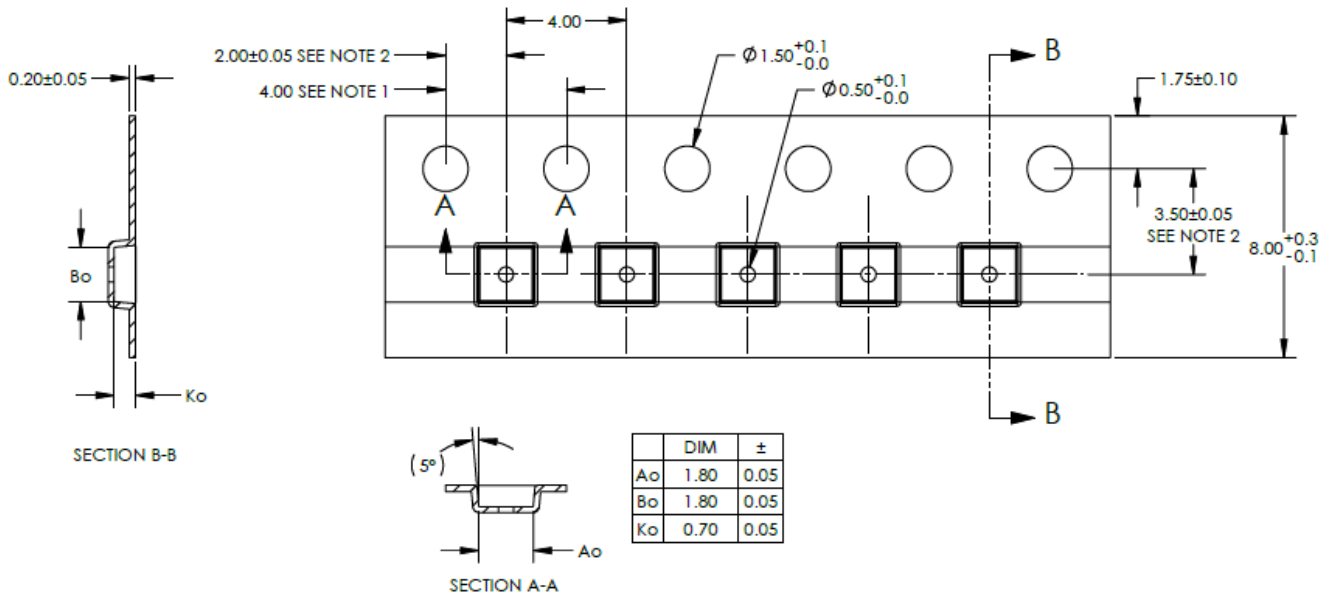 4.00
2.00±0.05 SEE NOTE 2
4.00 SEE NOTE 1
0.20±0.05
Ø1.50 +0.1 -0.0
Ø0.50 +0.1 -0.0
B
1.75±0.10
A A
3.50±0.05
SEE NOTE 2
8.00 +0.3 -0.1
Bo
Ko
B
SECTION B-B
(5°)
Ao
SECTION A-A
DIM ±
Ao 1.80 0.05
Bo 1.80 0.05
Ko 0.70 0.05